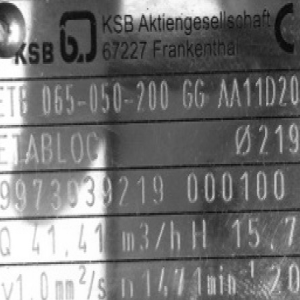 KSB KSB Aktiengesellschaft
67227 Frankenthal
ETB 065-050-200 GG AA11D20
ETABLOC Ø 219
9973039219 000100
Q 41,41 m3/h H 15,7
v1.0 mm²/s n 1471 min⁻¹ 20